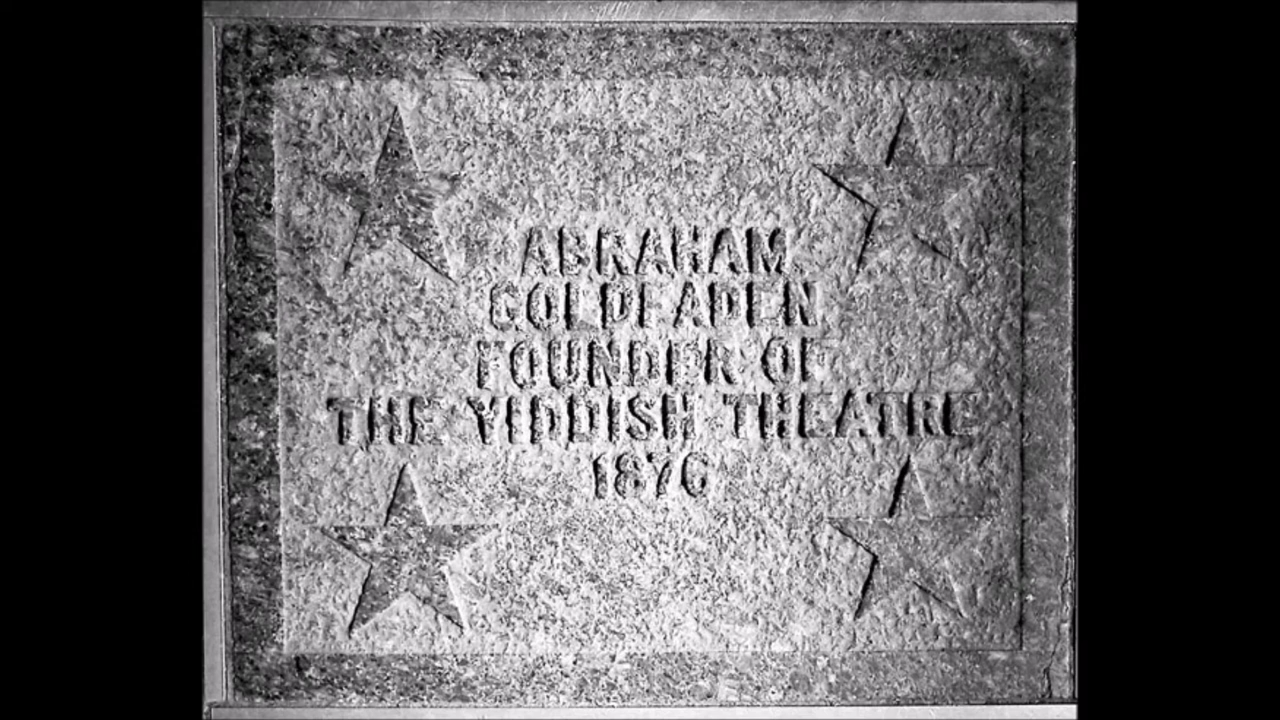 ABRAHAM
GOLDFADEN
FOUNDER OF
THE YIDDISH THEATRE
1876